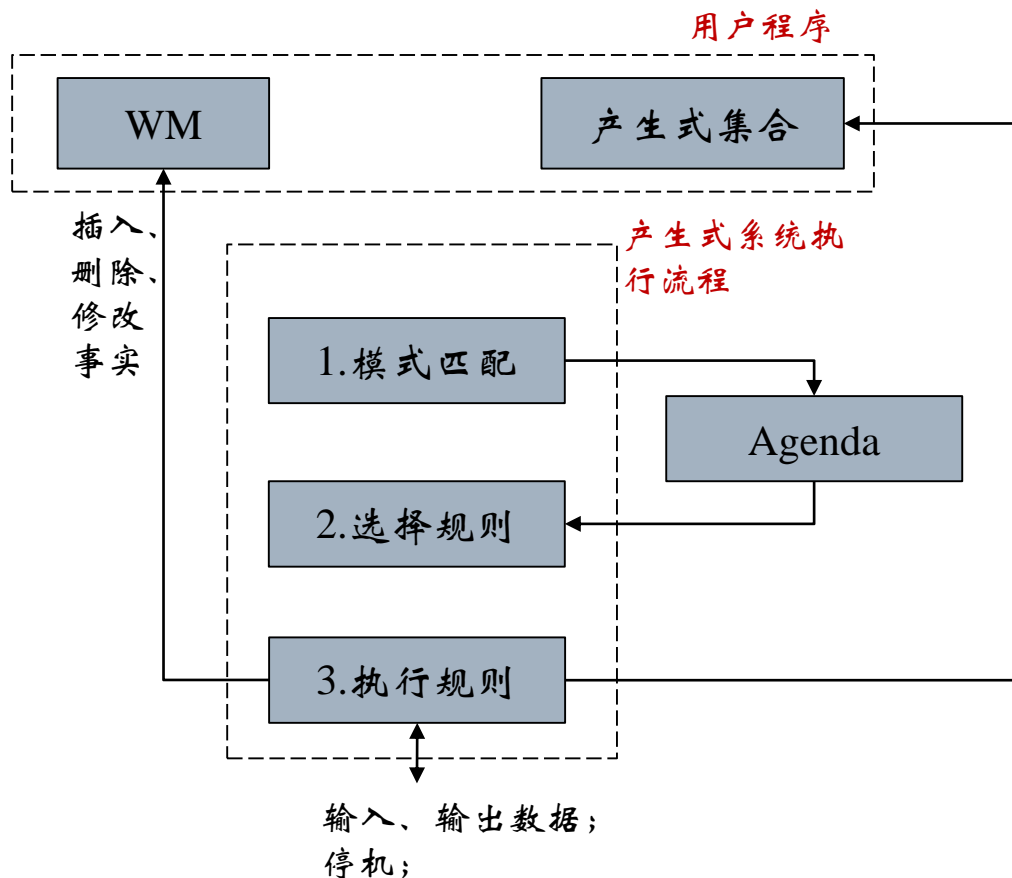 用户程序
WM
产生式集合
插入、
删除、
修改
事实
产生式系统执
行流程
1.模式匹配
Agenda
2.选择规则
3.执行规则
输入、输出数据；
停机；